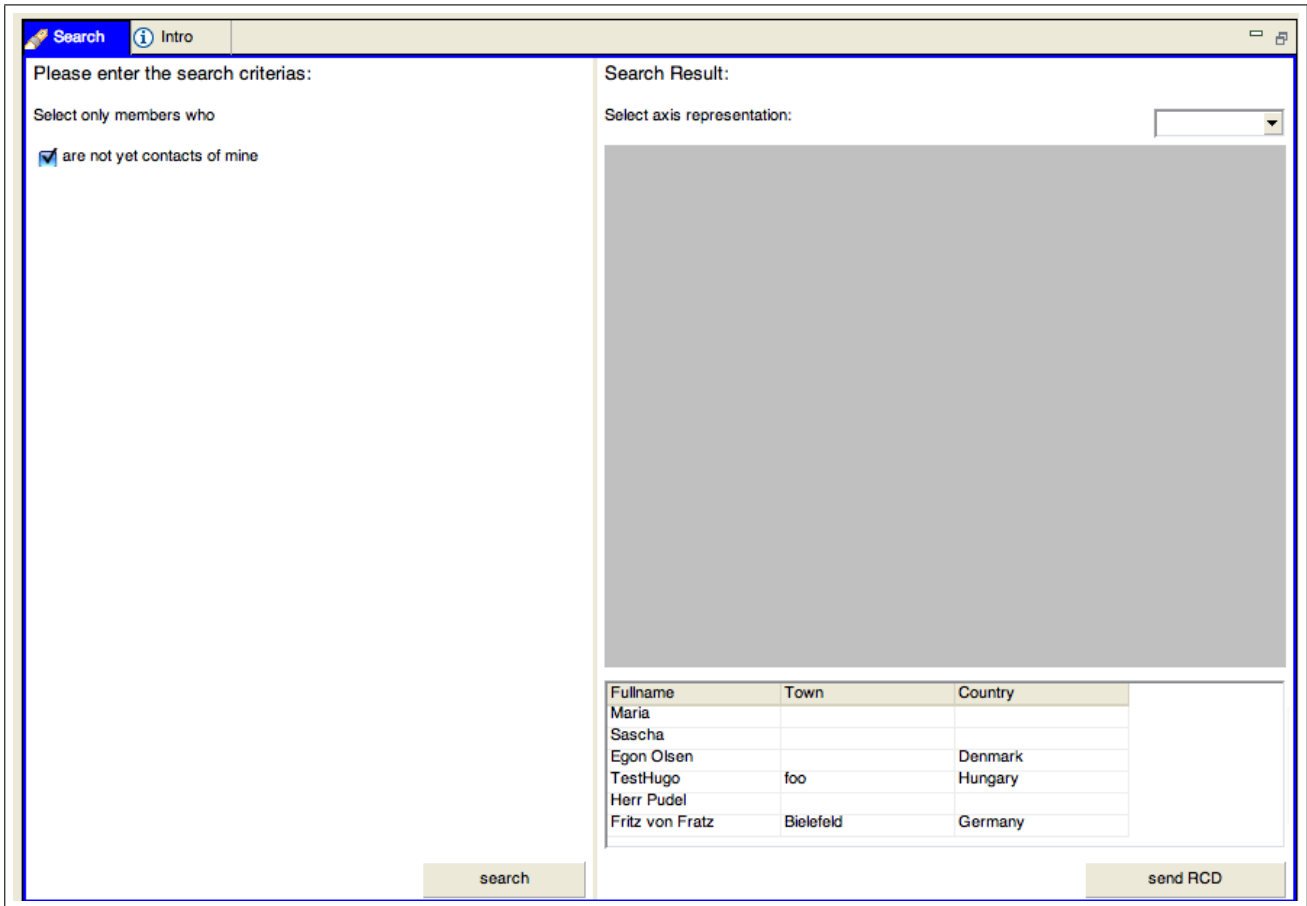 Search Intro
Please enter the search criterias:
Select only members who
are not yet contacts of mine
search
Search Result:
Select axis representation:
Fullname Town Country
Maria
Sascha
Egon Olsen Denmark
TestHugo foo Hungary
Herr Pudel
Fritz von Fratz Bielefeld Germany
send RCD